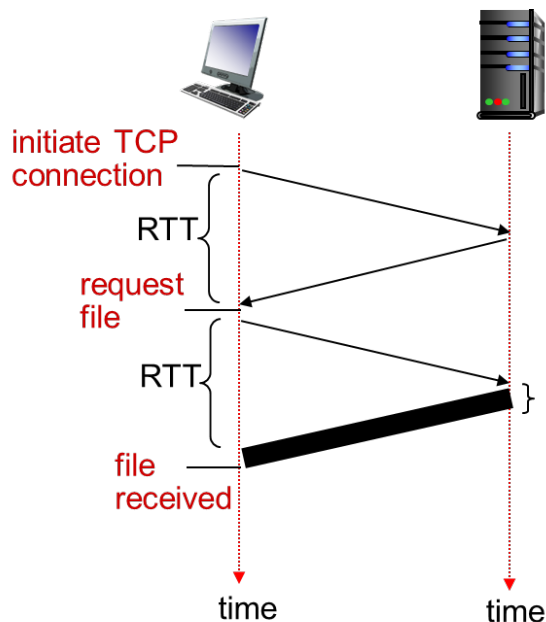 initiate TCP
connection
RTT
request
file
RTT
file
received
time
time